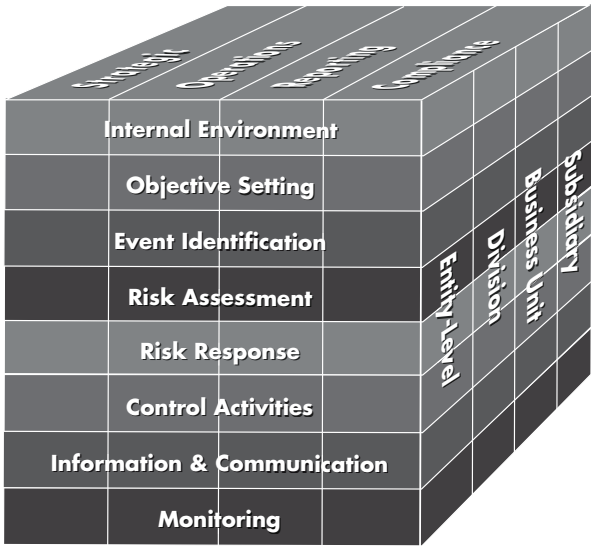 Strategic
Operations
Reporting
Compliance
Internal Environment
Objective Setting
Event Identification
Risk Assessment
Risk Response
Control Activities
Information & Communication
Monitoring
Entity-Level
Division
Business Unit
Subsidiary